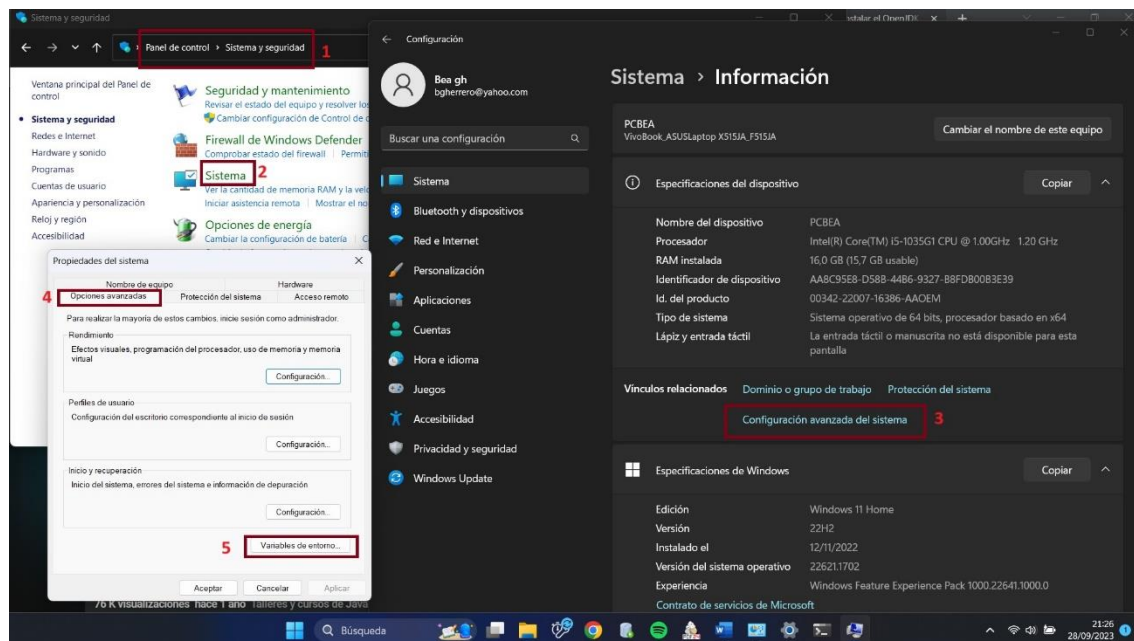 Sistema y seguridad
Panel de control › Sistema y seguridad
1
Ventana principal del Panel de
control
Sistema y seguridad
Redes e Internet
Hardware y sonido
Programas
Cuentas de usuario
Apariencia y personalización
Reloj y región
Accesibilidad
Seguridad y mantenimiento
Revisar el estado del equipo y resolver los
Cambiar configuración de Control de c
Firewall de Windows Defender
Comprobar estado del firewall | Permiti
Sistema
2
Ver la cantidad de memoria RAM y la velo
Iniciar asistencia remota | Mostrar el no
Opciones de energía
Cambiar la configuración de batería | C
Propiedades del sistema
Nombre de equipo
Hardware
4
Opciones avanzadas
Protección del sistema
Acceso remoto
Para realizar la mayoría de estos cambios, inicie sesión como administrador.
Rendimiento
Efectos visuales, programación del procesador, uso de memoria y memoria
virtual
Configuración...
Perfiles de usuario
Configuración del escritorio correspondiente al inicio de sesión
Configuración...
Inicio y recuperación
Inicio del sistema, errores del sistema e información de depuración
Configuración...
5
Variables de entorno...
Aceptar
Cancelar
Aplicar
76 K visualizaciones hace 1 año Talleres y cursos de Java
Configuración
Bea gh
bgherrero@yahoo.com
Buscar una configuración
Sistema
Bluetooth y dispositivos
Red e Internet
Personalización
Aplicaciones
Cuentas
Hora e idioma
Juegos
Accesibilidad
Privacidad y seguridad
Windows Update
nstalar el OpenJDK
Sistema › Información
PCBEA
VivoBook_ASUSLaptop X515JA_F515JA
Cambiar el nombre de este equipo
Especificaciones del dispositivo
Copiar
Nombre del dispositivo PCBEA
Procesador Intel(R) Core(TM) i5-1035G1 CPU @ 1.00GHz 1.20 GHz
RAM instalada 16,0 GB (15,7 GB usable)
Identificador de dispositivo AA8C95E8-D588-44B6-9327-B8FDB00B3E39
Id. del producto 00342-22007-16386-AAOEM
Tipo de sistema Sistema operativo de 64 bits, procesador basado en x64
Lápiz y entrada táctil La entrada táctil o manuscrita no está disponible para esta
pantalla
Vínculos relacionados Dominio o grupo de trabajo Protección del sistema
Configuración avanzada del sistema
3
Especificaciones de Windows
Copiar
Edición Windows 11 Home
Versión 22H2
Instalado el 12/11/2022
Versión del sistema operativo 22621.1702
Experiencia Windows Feature Experience Pack 1000.22641.1000.0
Contrato de servicios de Microsoft
Búsqueda
21:26
28/09/2023